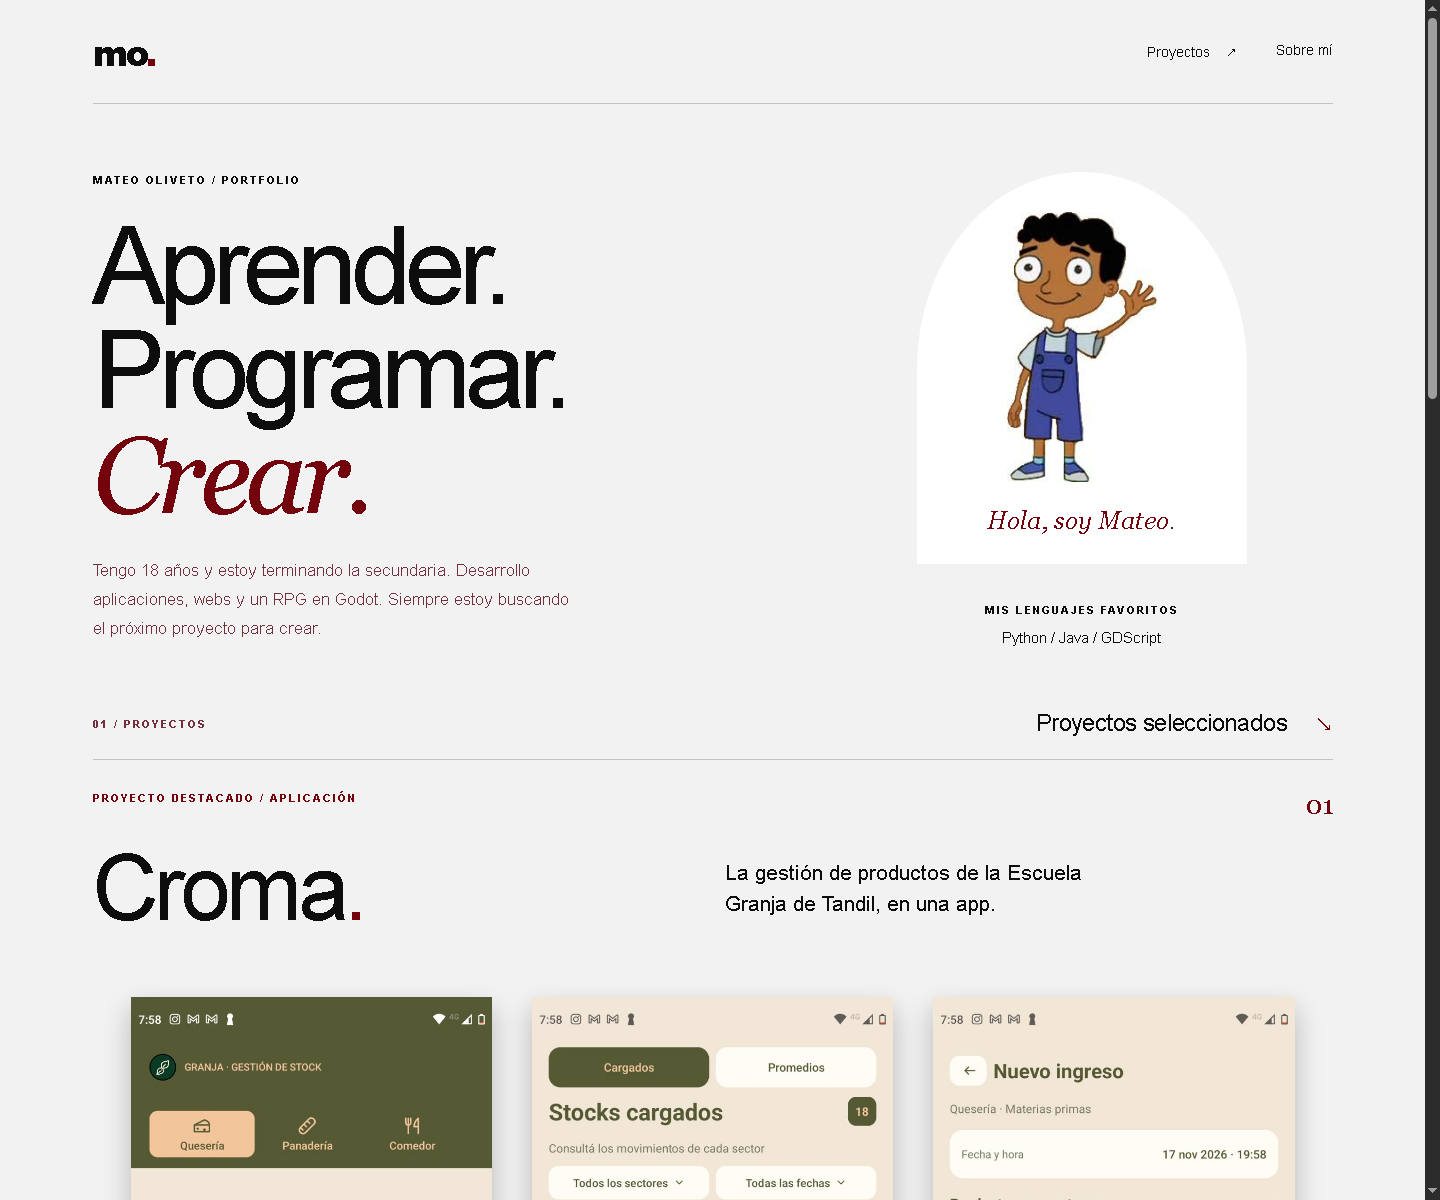 mo.
Proyectos ↗
Sobre mí
MATEO OLIVETO / PORTFOLIO
Aprender.
Programar.
Crear.
Tengo 18 años y estoy terminando la secundaria. Desarrollo
aplicaciones, webs y un RPG en Godot. Siempre estoy buscando
el próximo proyecto para crear.
Hola, soy Mateo.
MIS LENGUAJES FAVORITOS
Python / Java / GDScript
01 / PROYECTOS
Proyectos seleccionados ↘
PROYECTO DESTACADO / APLICACIÓN
01
Croma.
La gestión de productos de la Escuela
Granja de Tandil, en una app.
7:58
4G
GRANJA · GESTIÓN DE STOCK
Quesería
Panadería
Comedor
7:58
4G
Cargados
Promedios
Stocks cargados
18
Consultá los movimientos de cada sector
Todos los sectores
Todas las fechas
7:58
4G
Nuevo ingreso
Quesería · Materias primas
Fecha y hora
17 nov 2026 · 19:58